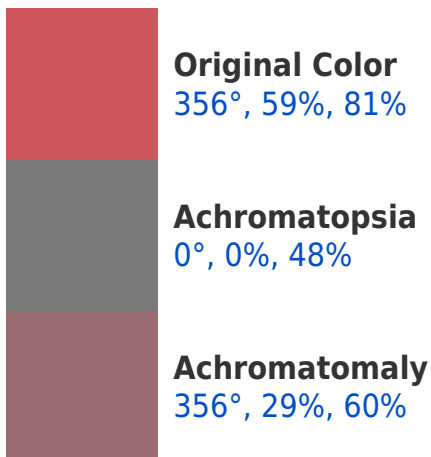 Original Color
356°, 59%, 81%
Achromatopsia
0°, 0%, 48%
Achromatomaly
356°, 29%, 60%